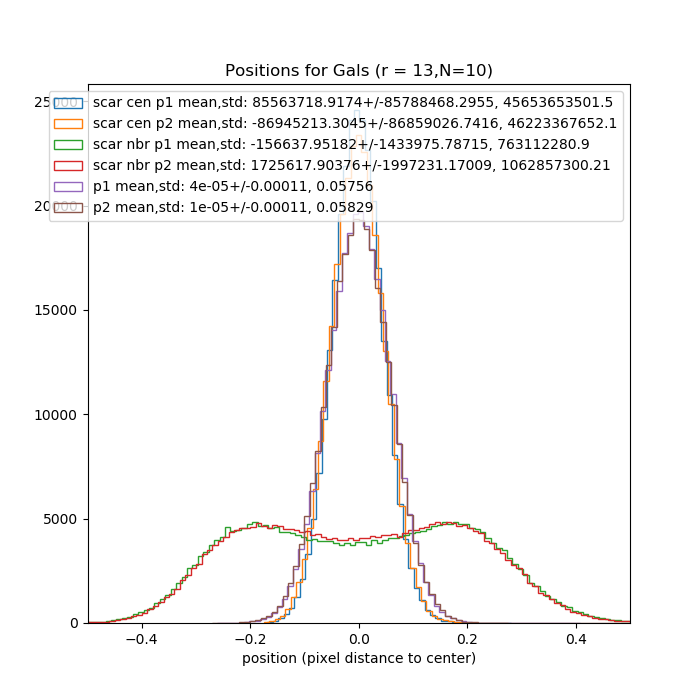 Positions for Gals (r = 13,N=10)
25000
scar cen p1 mean,std: 85563718.9174+/-85788468.2955, 45653653501.5
scar cen p2 mean,std: -86945213.3045+/-86859026.7416, 46223367652.1
scar nbr p1 mean,std: -156637.95182+/-1433975.78715, 763112280.9
scar nbr p2 mean,std: 1725617.90376+/-1997231.17009, 1062857300.21
p1 mean,std: 4e-05+/-0.00011, 0.05756
20000
p2 mean,std: 1e-05+/-0.00011, 0.05829
15000
10000
5000
0
−0.4 −0.2 0.0 0.2 0.4
position (pixel distance to center)